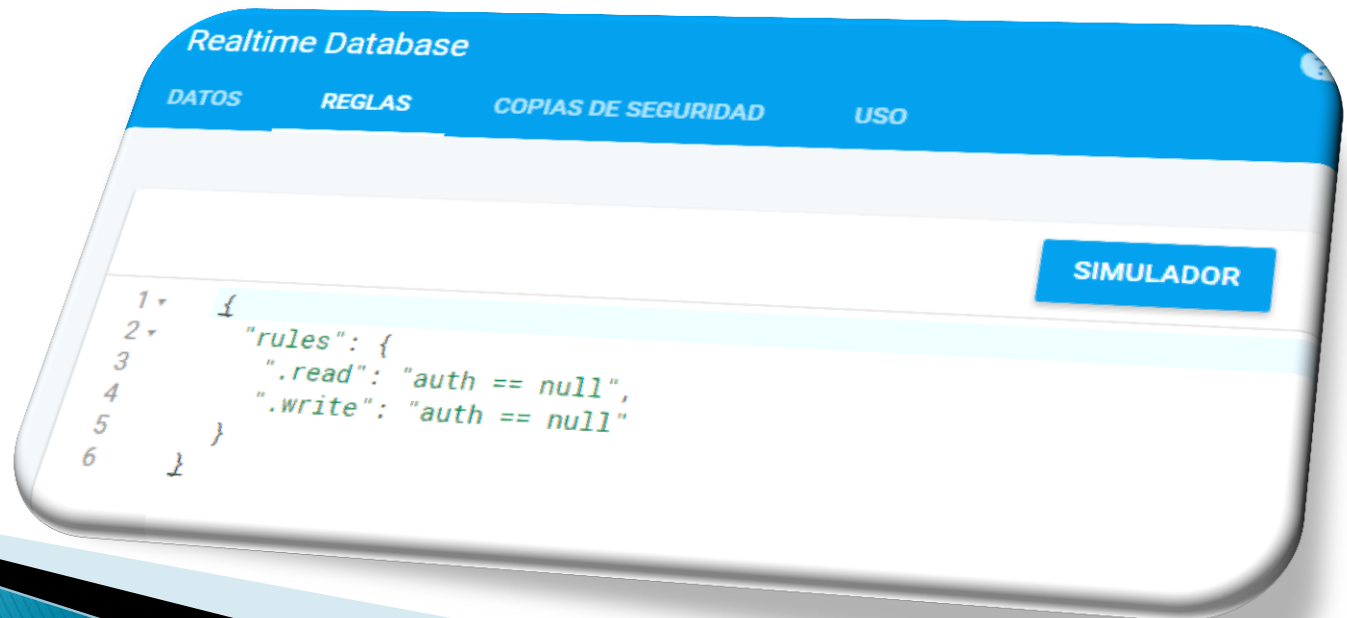 Realtime Database
DATOS REGLAS COPIAS DE SEGURIDAD USO
SIMULADOR
1 {
2 "rules": {
3 ".read": "auth == null",
4 ".write": "auth == null"
5 }
6 }